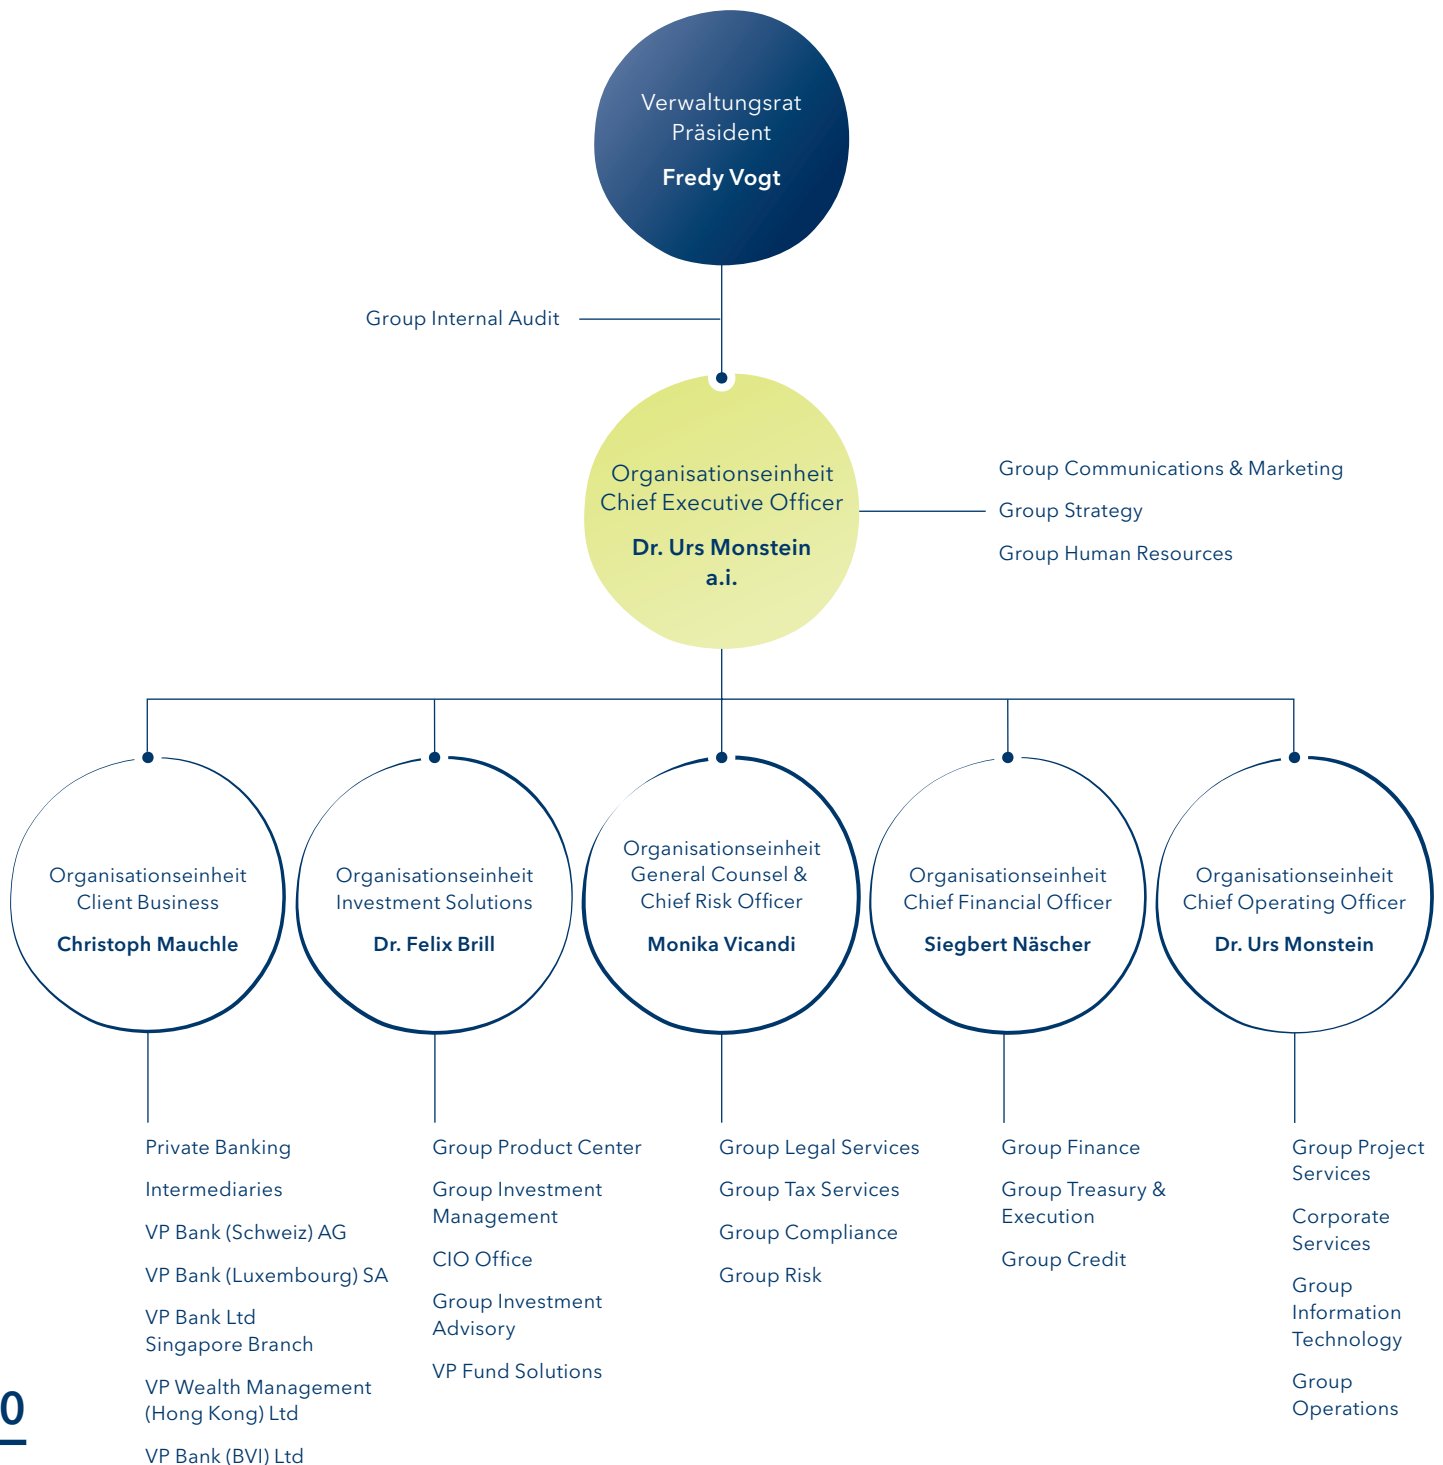 Verwaltungsrat
Präsident
Fredy Vogt
Group Internal Audit
Organisationseinheit
Chief Executive Officer
Dr. Urs Monstein
a.i.
Group Communications & Marketing
Group Strategy
Group Human Resources
Organisationseinheit
Client Business
Christoph Mauchle
Organisationseinheit
Investment Solutions
Dr. Felix Brill
Organisationseinheit
General Counsel &
Chief Risk Officer
Monika Vicandi
Organisationseinheit
Chief Financial Officer
Siegbert Näscher
Organisationseinheit
Chief Operating Officer
Dr. Urs Monstein
Private Banking
Intermediaries
VP Bank (Schweiz) AG
VP Bank (Luxembourg) SA
VP Bank Ltd
Singapore Branch
VP Wealth Management
(Hong Kong) Ltd
VP Bank (BVI) Ltd
Group Product Center
Group Investment
Management
CIO Office
Group Investment
Advisory
VP Fund Solutions
Group Legal Services
Group Tax Services
Group Compliance
Group Risk
Group Finance
Group Treasury &
Execution
Group Credit
Group Project
Services
Corporate
Services
Group
Information
Technology
Group
Operations
0